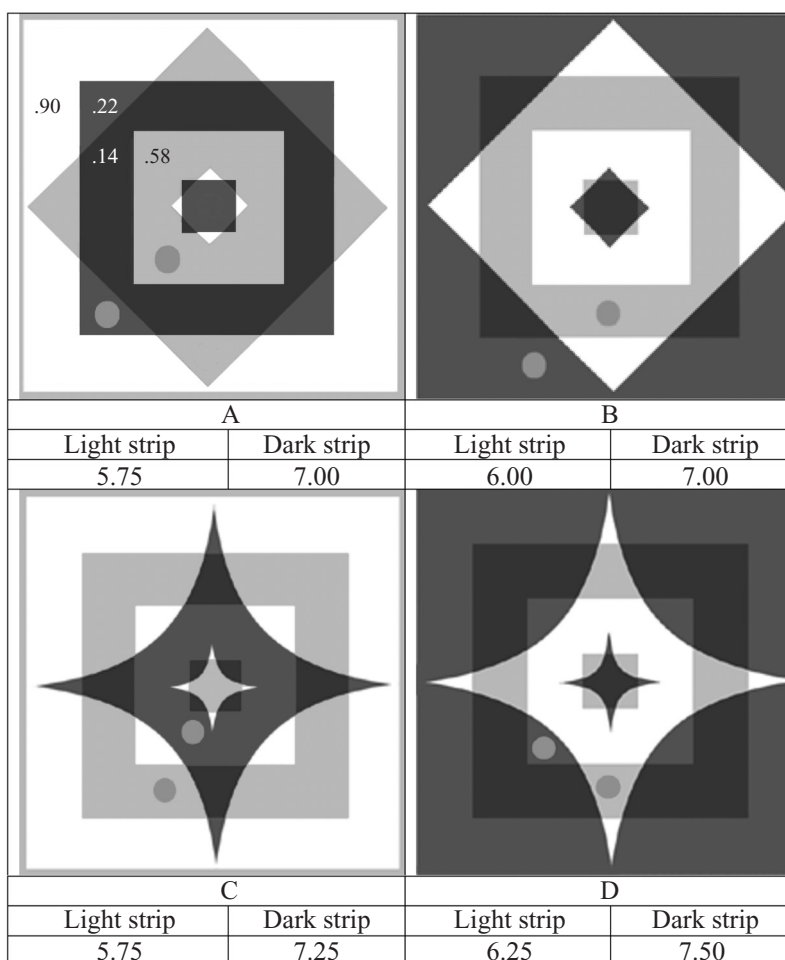 .90 .22
.14 .58
A B
Light strip Dark strip Light strip Dark strip
5.75 7.00 6.00 7.00
C D
Light strip Dark strip Light strip Dark strip
5.75 7.25 6.25 7.50